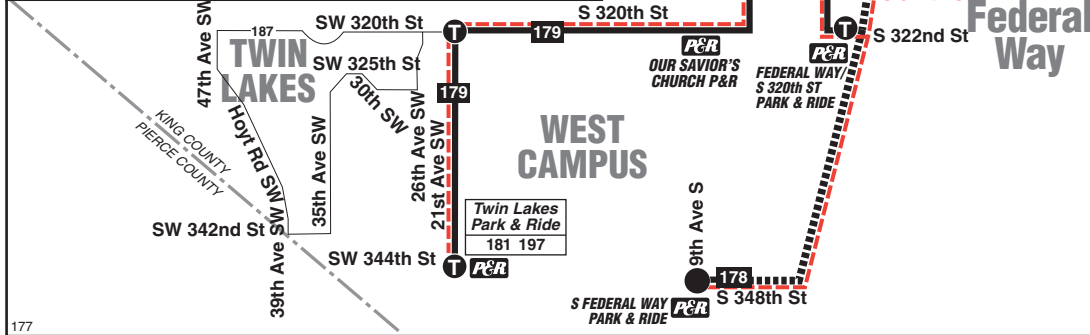 S 320th St
SW 320th St
T
187
179
47th Ave SW
TWIN
LAKES
SW 325th St
30th SW
26th Ave SW
179
21st Ave SW
P&R
OUR SAVIOR'S
CHURCH P&R
T
P&R
FEDERAL WAY/
S 320th ST
PARK & RIDE
S 322nd St
Federal
Way
WEST
CAMPUS
KING COUNTY
PIERCE COUNTY
Hoyt Rd SW
35th Ave SW
SW 342nd St
39th Ave SW
Twin Lakes
Park & Ride
181 197
SW 344th St
T
P&R
9th Ave S
178
S 348th St
S FEDERAL WAY
PARK & RIDE
P&R
177